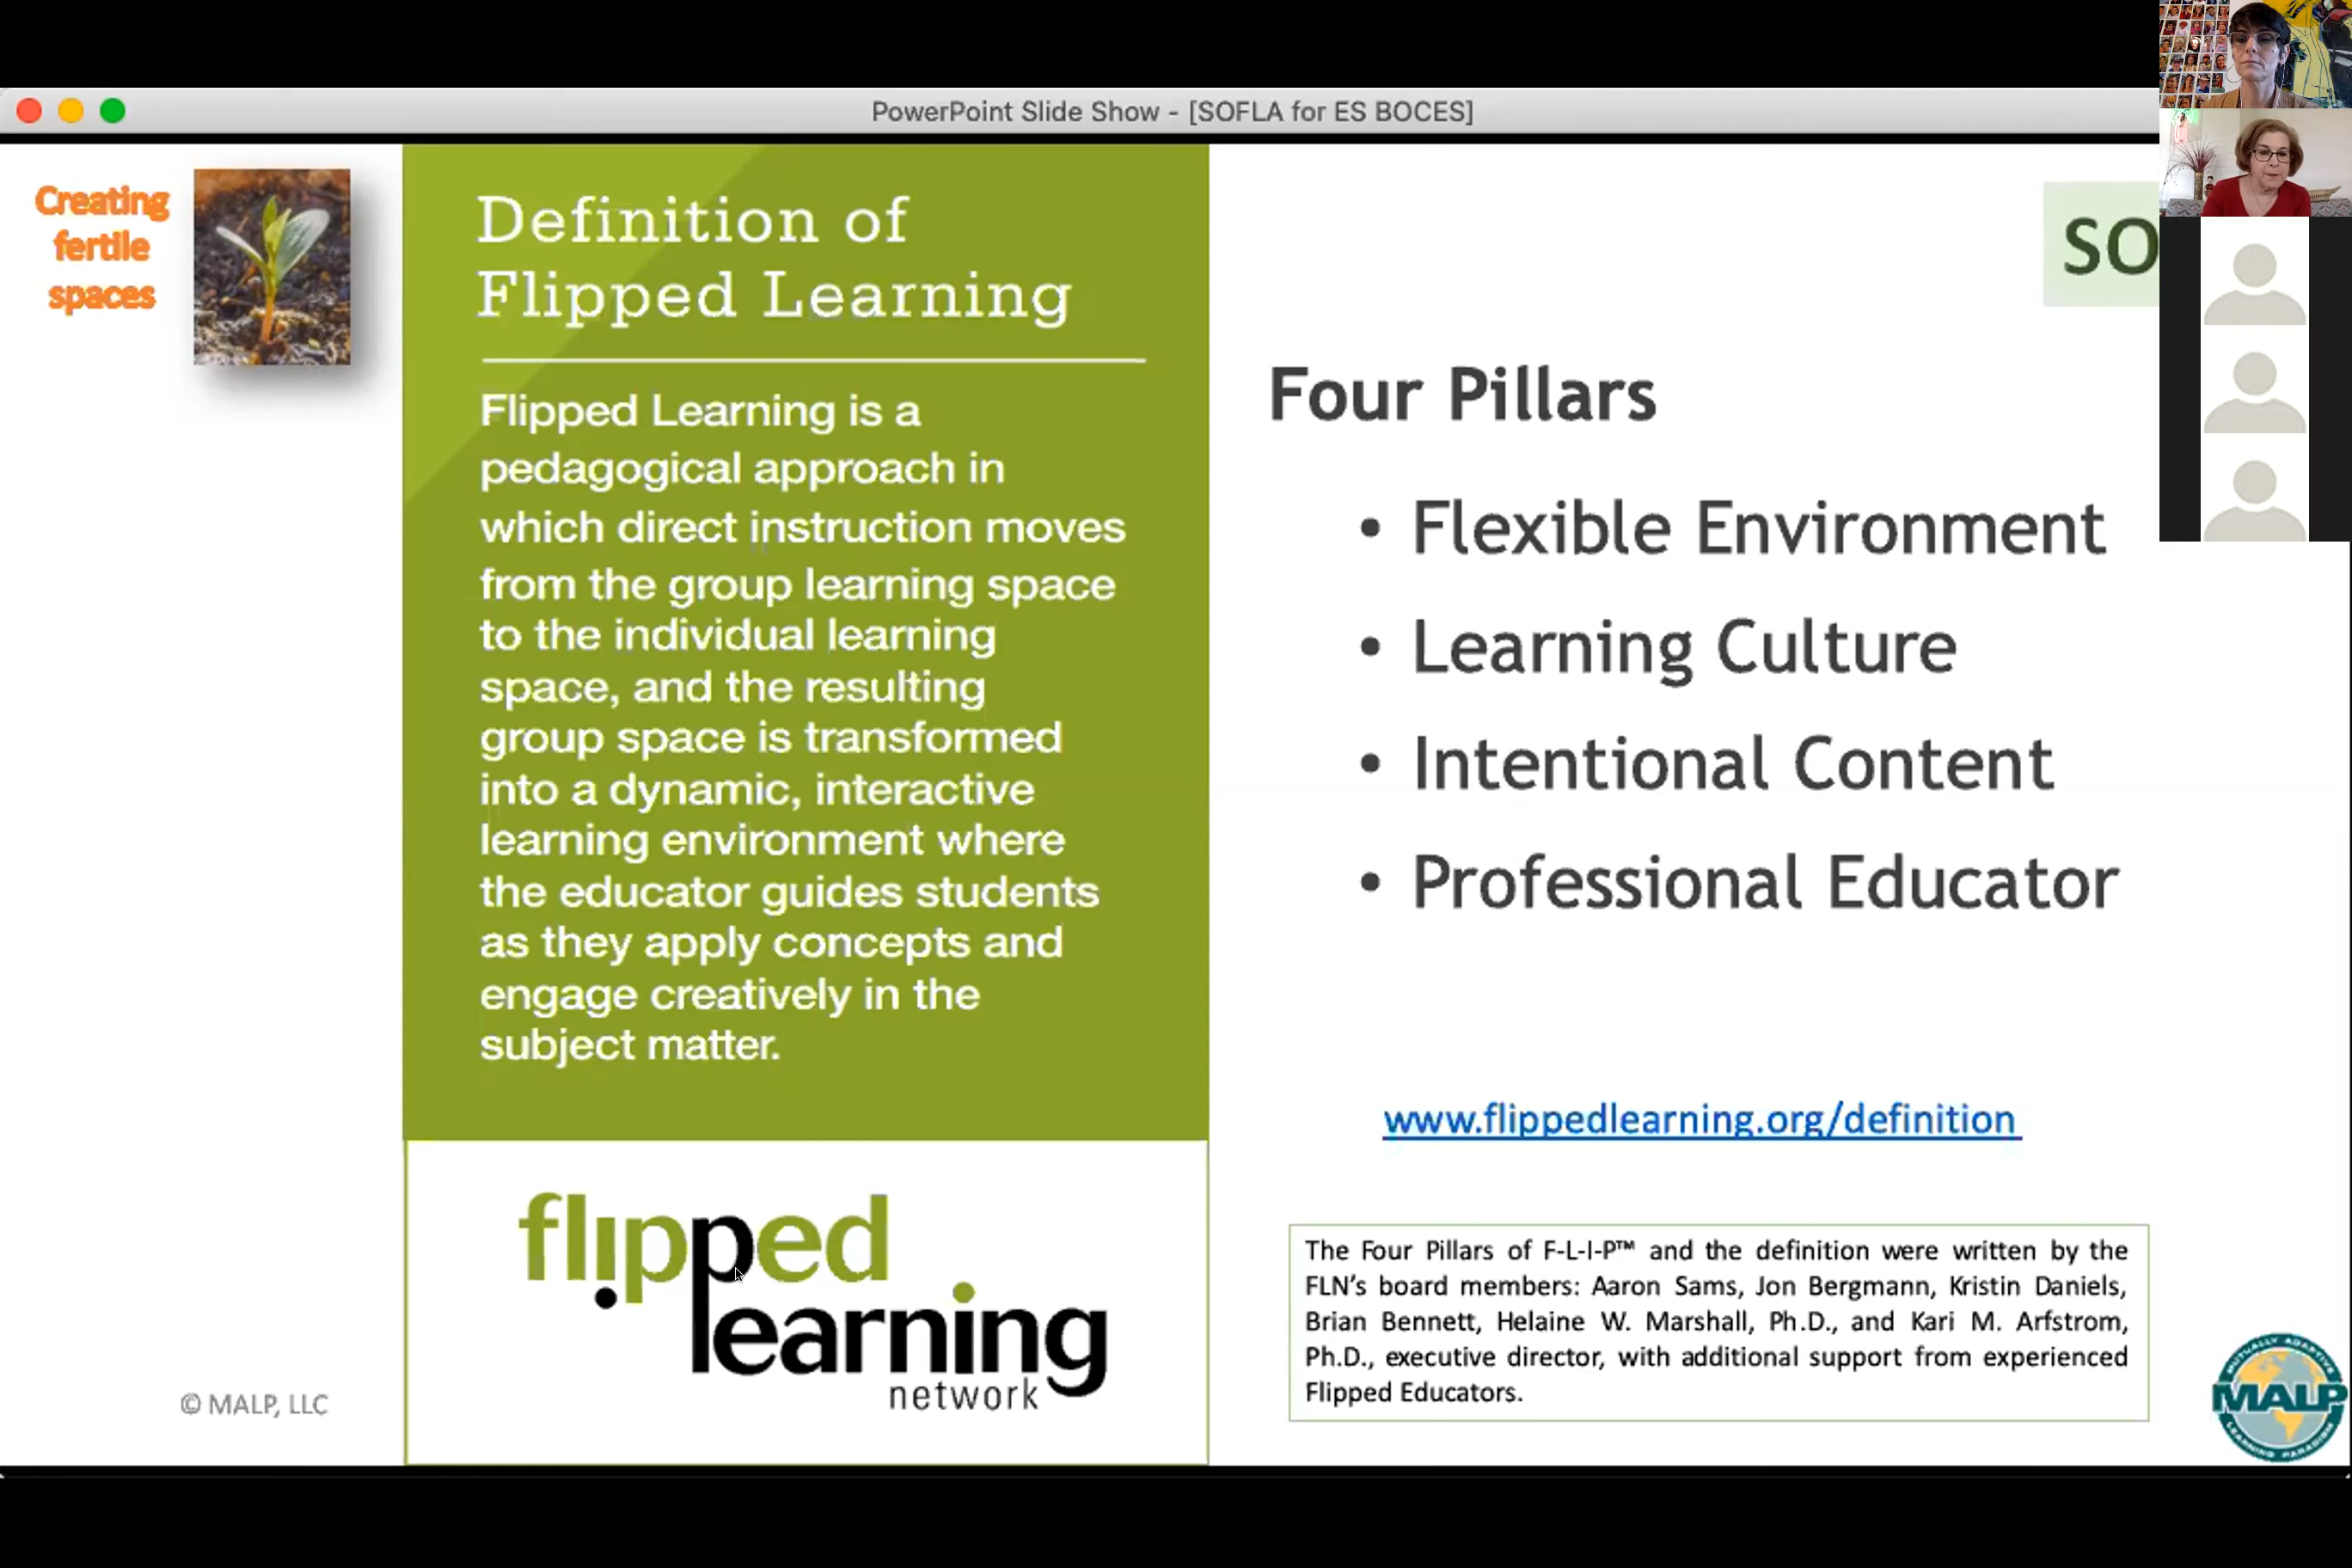 PowerPoint Slide Show - [SOFLA for ES BOCES]
Creating
fertile
spaces
Definition of
Flipped Learning
Flipped Learning is a
pedagogical approach in
which direct instruction moves
from the group learning space
to the individual learning
space, and the resulting
group space is transformed
into a dynamic, interactive
learning environment where
the educator guides students
as they apply concepts and
engage creatively in the
subject matter.
flipped
learning
network
© MALP, LLC
SO
Four Pillars
• Flexible Environment
• Learning Culture
• Intentional Content
• Professional Educator
www.flippedlearning.org/definition
The Four Pillars of F-L-I-P™ and the definition were written by the
FLN's board members: Aaron Sams, Jon Bergmann, Kristin Daniels,
Brian Bennett, Helaine W. Marshall, Ph.D., and Kari M. Arfstrom,
Ph.D., executive director, with additional support from experienced
Flipped Educators.
MUTUALLY ADAPTIVE
MALP
LEARNING PARADIGM